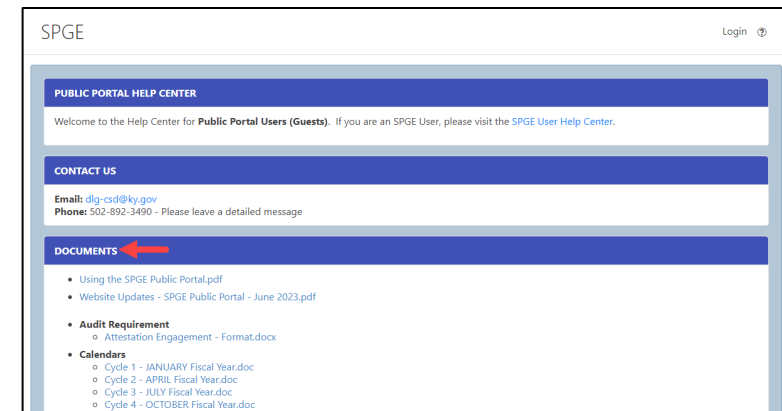 SPGE
Login
PUBLIC PORTAL HELP CENTER
Welcome to the Help Center for Public Portal Users (Guests). If you are an SPGE User, please visit the SPGE User Help Center.
CONTACT US
Email: dlg-csd@ky.gov
Phone: 502-892-3490 - Please leave a detailed message
DOCUMENTS
Using the SPGE Public Portal.pdf
Website Updates - SPGE Public Portal - June 2023.pdf
Audit Requirement
Attestation Engagement - Format.docx
Calendars
Cycle 1 - JANUARY Fiscal Year.doc
Cycle 2 - APRIL Fiscal Year.doc
Cycle 3 - JULY Fiscal Year.doc
Cycle 4 - OCTOBER Fiscal Year.doc